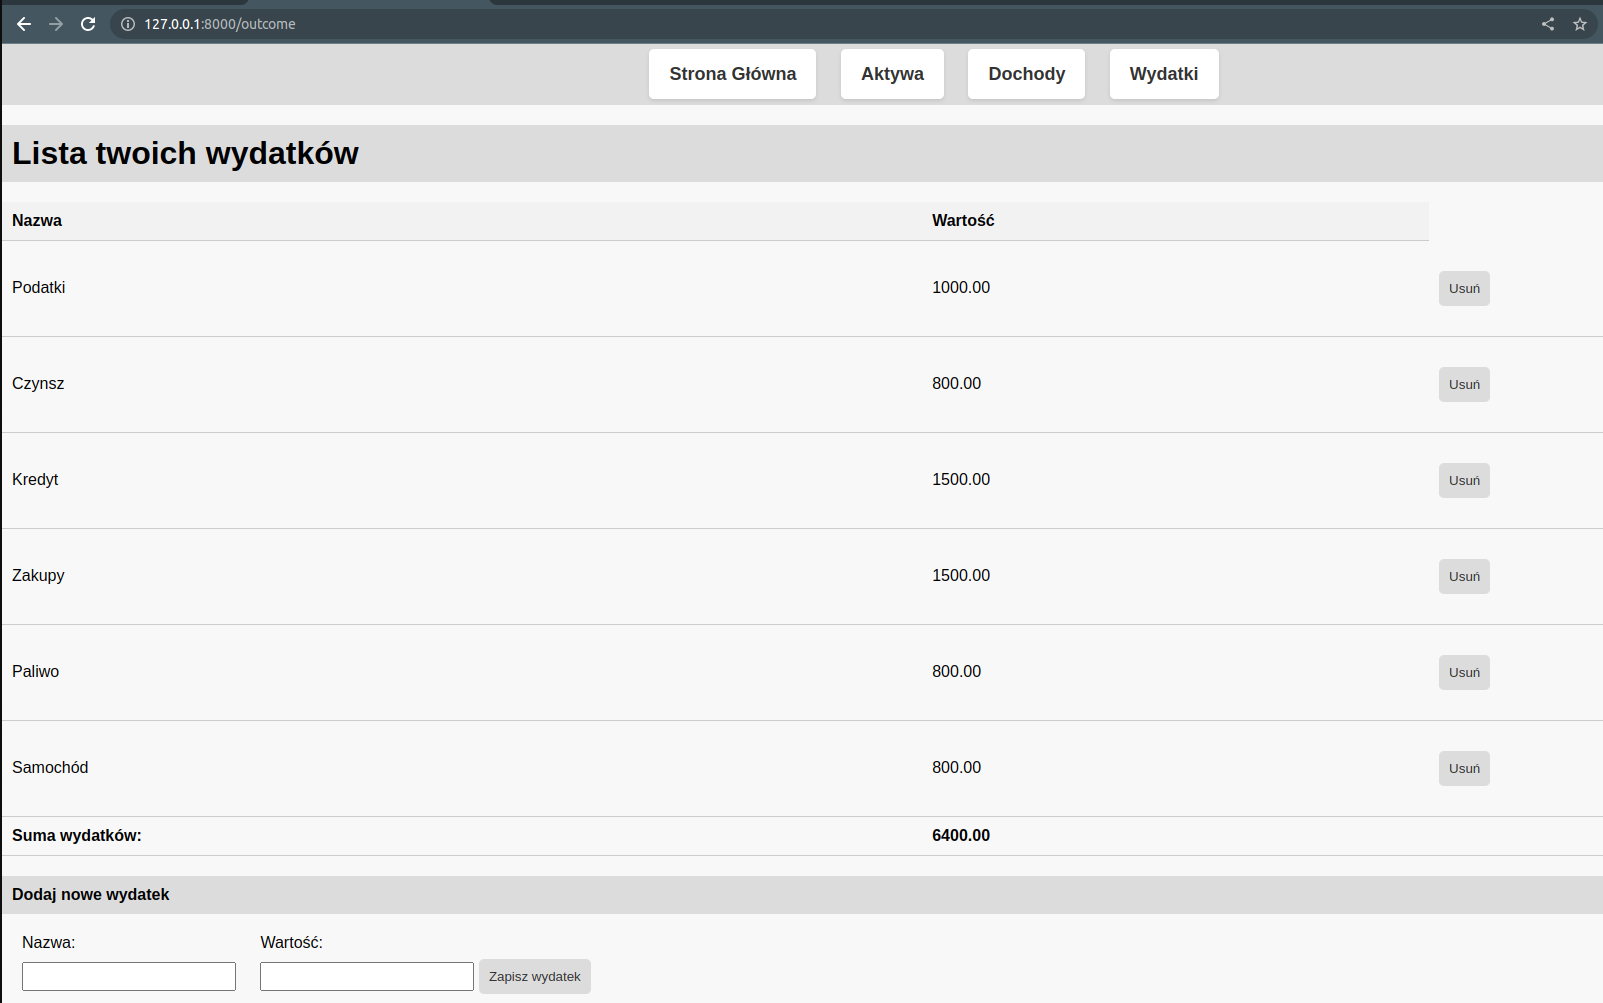 127.0.0.1:8000/outcome
Strona Główna Aktywa Dochody Wydatki
Lista twoich wydatków
Nazwa Wartość
Podatki 1000.00 Usuń
Czynsz 800.00 Usuń
Kredyt 1500.00 Usuń
Zakupy 1500.00 Usuń
Paliwo 800.00 Usuń
Samochód 800.00 Usuń
Suma wydatków: 6400.00
Dodaj nowe wydatek
Nazwa: Wartość:
Zapisz wydatek